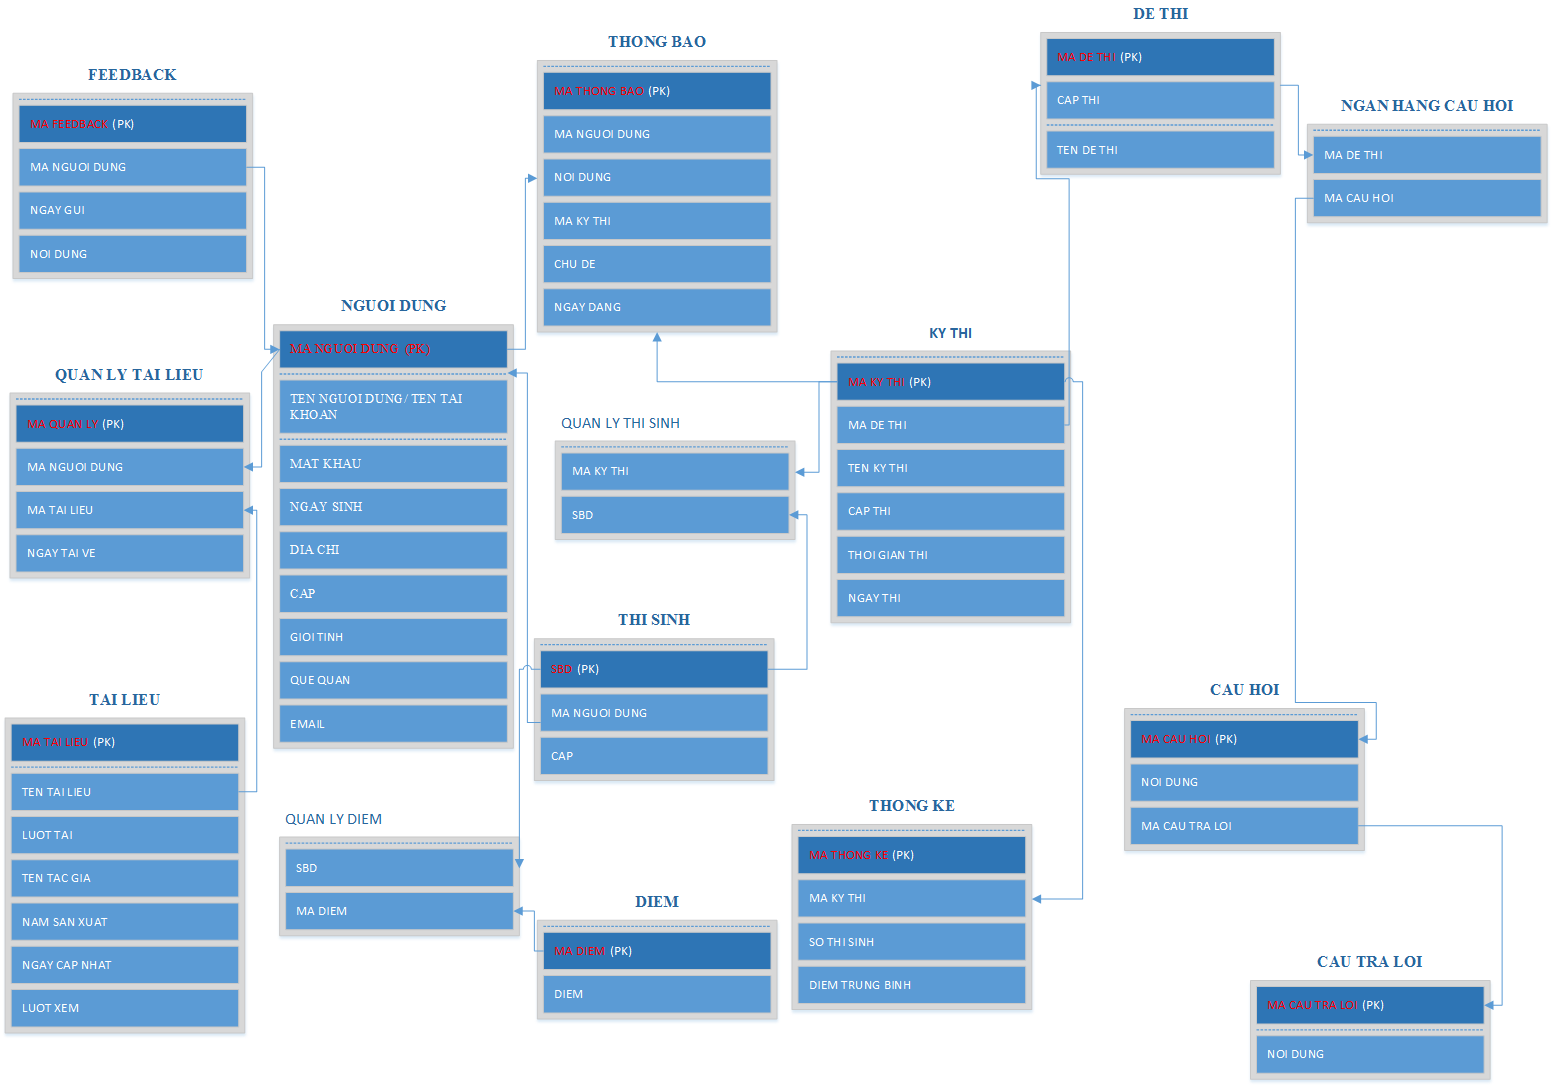 FEEDBACK
MA FEEDBACK (PK)
MA NGUOI DUNG
NGAY GUI
NOI DUNG
QUAN LY TAI LIEU
MA QUAN LY (PK)
MA NGUOI DUNG
MA TAI LIEU
NGAY TAI VE
TAI LIEU
MA TAI LIEU (PK)
TEN TAI LIEU
LUOT TAI
TEN TAC GIA
NAM SAN XUAT
NGAY CAP NHAT
LUOT XEM
NGUOI DUNG
MA NGUOI DUNG (PK)
TEN NGUOI DUNG/ TEN TAI
KHOAN
MAT KHAU
NGAY SINH
DIA CHI
CAP
GIOI TINH
QUE QUAN
EMAIL
QUAN LY DIEM
SBD
MA DIEM
THONG BAO
MA THONG BAO (PK)
MA NGUOI DUNG
NOI DUNG
MA KY THI
CHU DE
NGAY DANG
QUAN LY THI SINH
MA KY THI
SBD
THI SINH
SBD (PK)
MA NGUOI DUNG
CAP
DIEM
MA DIEM (PK)
DIEM
KY THI
MA KY THI (PK)
MA DE THI
TEN KY THI
CAP THI
THOI GIAN THI
NGAY THI
THONG KE
MA THONG KE (PK)
MA KY THI
SO THI SINH
DIEM TRUNG BINH
DE THI
MA DE THI (PK)
CAP THI
TEN DE THI
NGAN HANG CAU HOI
MA DE THI
MA CAU HOI
CAU HOI
MA CAU HOI (PK)
NOI DUNG
MA CAU TRA LOI
CAU TRA LOI
MA CAU TRA LOI (PK)
NOI DUNG